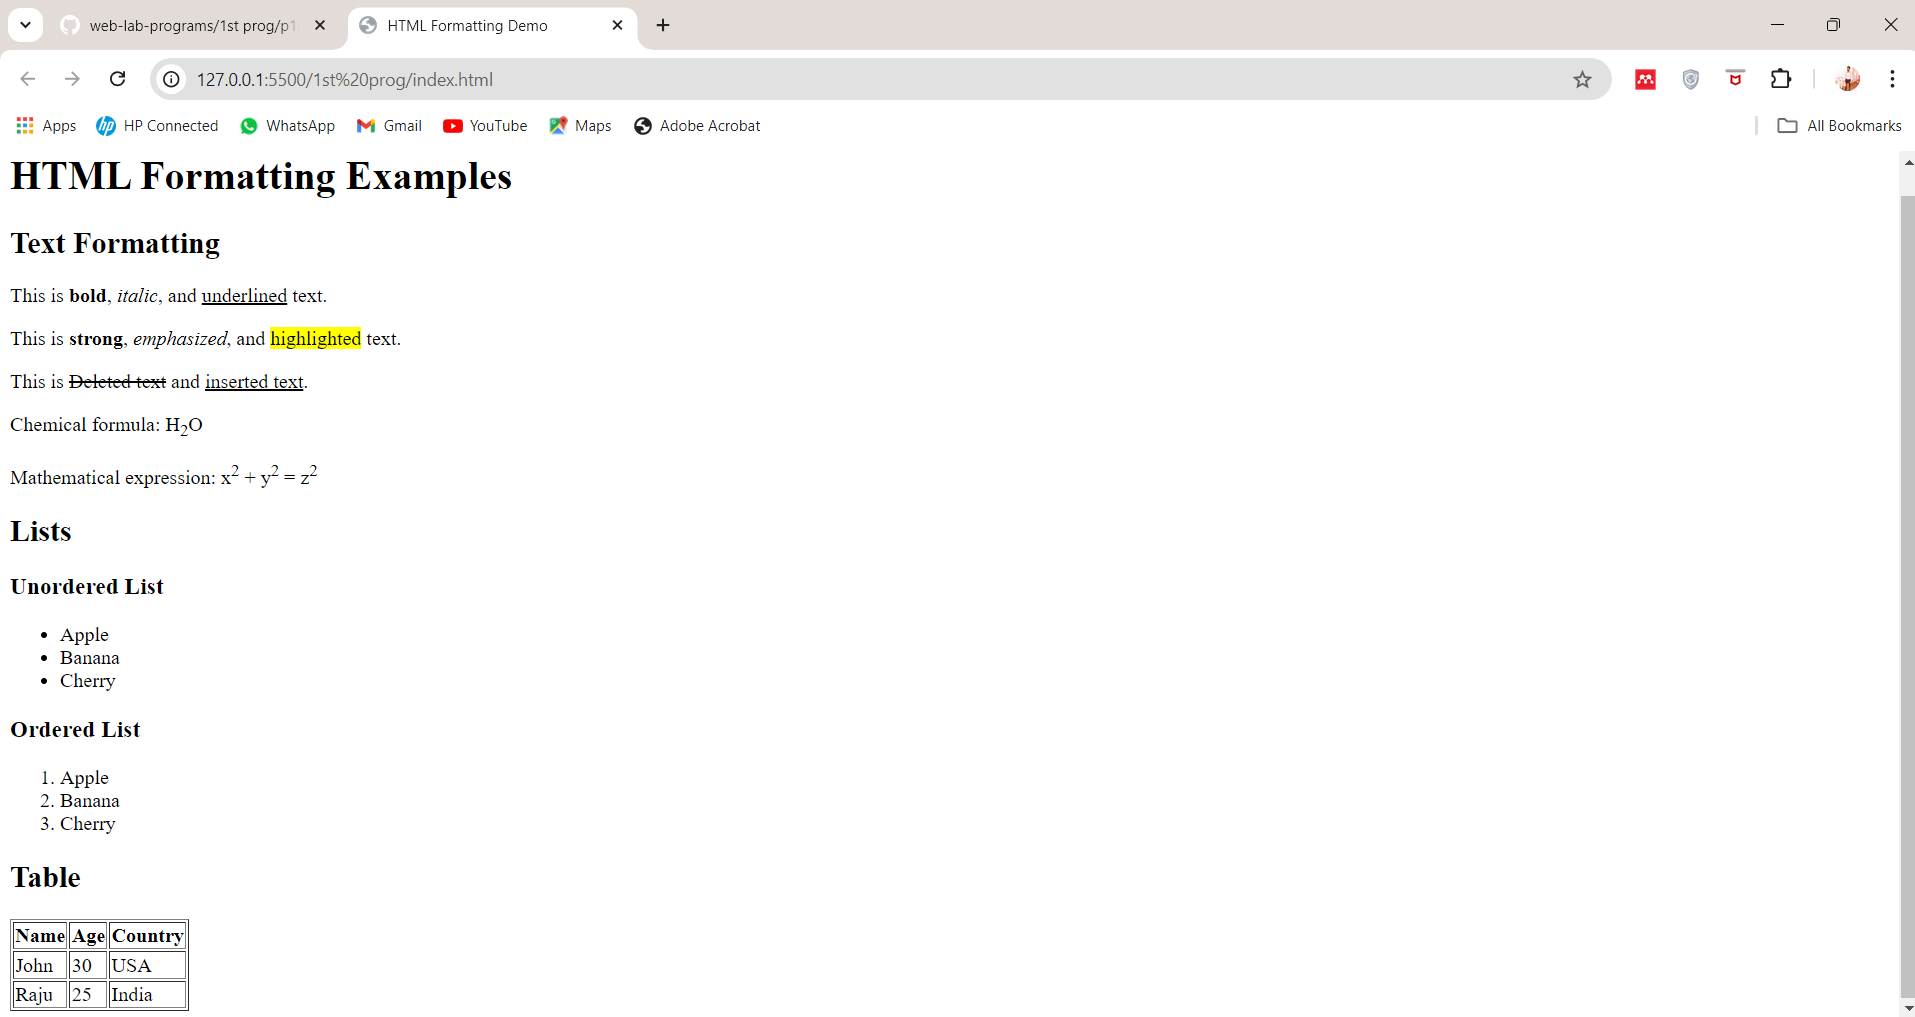 web-lab-programs/1st prog/p1
HTML Formatting Demo
127.0.0.1:5500/1st%20prog/index.html
Apps HP Connected WhatsApp Gmail YouTube Maps Adobe Acrobat All Bookmarks
HTML Formatting Examples
Text Formatting
This is bold, italic, and underlined text.
This is strong, emphasized, and highlighted text.
This is Deleted text and inserted text.
Chemical formula: H₂O
Mathematical expression: x² + y² = z²
Lists
Unordered List
• Apple
• Banana
• Cherry
Ordered List
1. Apple
2. Banana
3. Cherry
Table
Name Age Country
John 30 USA
Raju 25 India